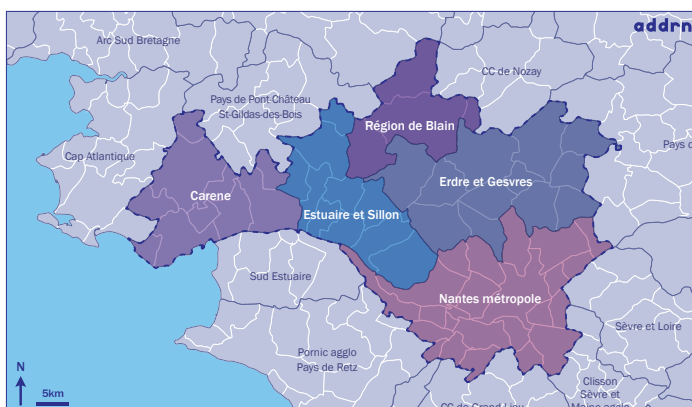 addrn
Arc Sud Bretagne
CC de Nozay
Pays de Pont-Château
St-Gildas-des-Bois
Région de Blain
Cap Atlantique
Erdre et Gesvres
Carene
Estuaire et Sillon
Sud Estuaire
Nantes métropole
Sèvre et Loire
Pornic agglo
Pays de Retz
N
5km
Clisson
Sèvre et